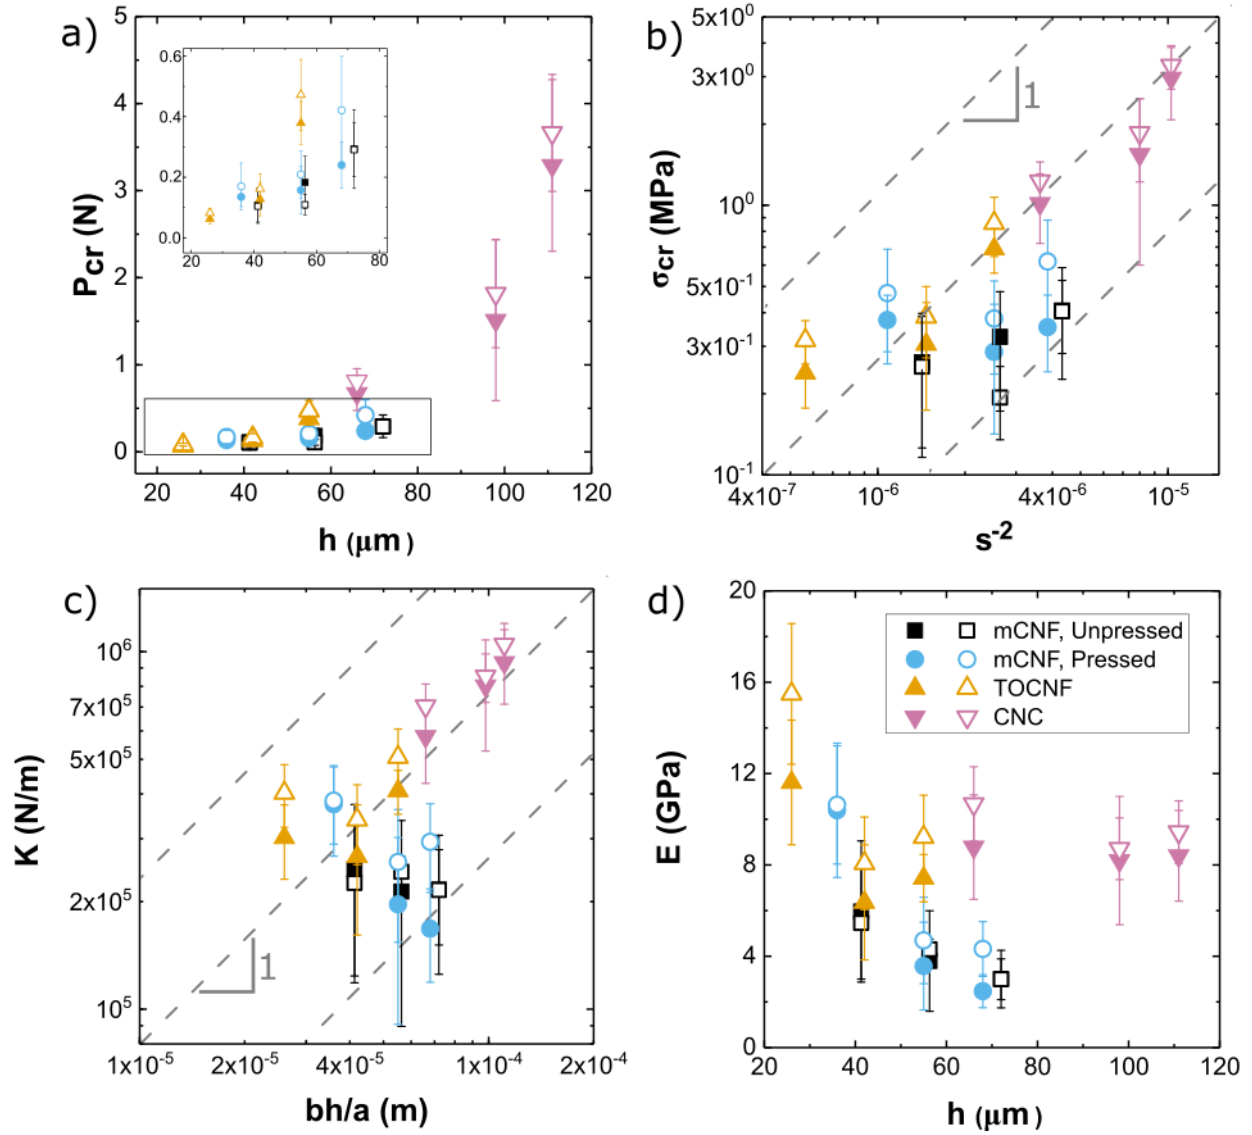 a)
5
4
3
2
1
0
P_cr (N)
0.6
0.4
0.2
0.0
20 40 60 80
20 40 60 80 100 120
h (μm)
b)
5x10^0
3x10^0
10^0
5x10^-1
3x10^-1
10^-1
σ_cr (MPa)
1
4x10^-7 10^-6 4x10^-6 10^-5
s^-2
c)
10^6
7x10^5
5x10^5
2x10^5
10^5
K (N/m)
1
1x10^-5 2x10^-5 4x10^-5 1x10^-4 2x10^-4
bh/a (m)
d)
20
16
12
8
4
0
E (GPa)
mCNF, Unpressed
mCNF, Pressed
TOCNF
CNC
20 40 60 80 100 120
h (μm)